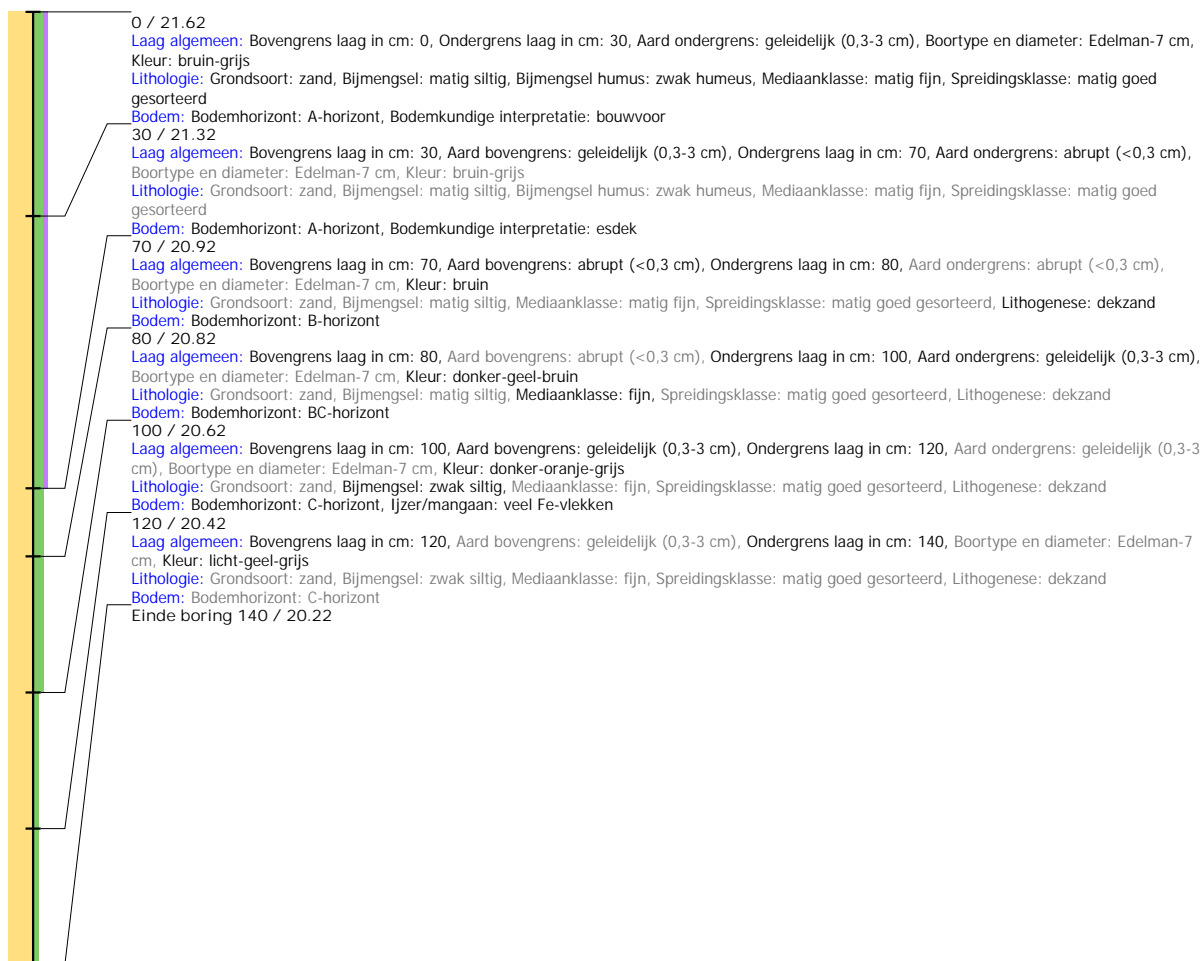 0 / 21.62
Laag algemeen: Bovengrens laag in cm: 0, Ondergrens laag in cm: 30, Aard ondergrens: geleidelijk (0,3-3 cm), Boortype en diameter: Edelman-7 cm,
Kleur: bruin-grijs
Lithologie: Grondsoort: zand, Bijmengsel: matig siltig, Bijmengsel humus: zwak humeus, Mediaanklasse: matig fijn, Spreidingsklasse: matig goed
gesorteerd
Bodem: Bodemhorizont: A-horizont, Bodemkundige interpretatie: bouwvoor
30 / 21.32
Laag algemeen: Bovengrens laag in cm: 30, Aard bovengrens: geleidelijk (0,3-3 cm), Ondergrens laag in cm: 70, Aard ondergrens: abrupt (<0,3 cm),
Boortype en diameter: Edelman-7 cm, Kleur: bruin-grijs
Lithologie: Grondsoort: zand, Bijmengsel: matig siltig, Bijmengsel humus: zwak humeus, Mediaanklasse: matig fijn, Spreidingsklasse: matig goed
gesorteerd
Bodem: Bodemhorizont: A-horizont, Bodemkundige interpretatie: esdek
70 / 20.92
Laag algemeen: Bovengrens laag in cm: 70, Aard bovengrens: abrupt (<0,3 cm), Ondergrens laag in cm: 80, Aard ondergrens: abrupt (<0,3 cm),
Boortype en diameter: Edelman-7 cm, Kleur: bruin
Lithologie: Grondsoort: zand, Bijmengsel: matig siltig, Mediaanklasse: matig fijn, Spreidingsklasse: matig goed gesorteerd, Lithogenese: dekzand
Bodem: Bodemhorizont: B-horizont
80 / 20.82
Laag algemeen: Bovengrens laag in cm: 80, Aard bovengrens: abrupt (<0,3 cm), Ondergrens laag in cm: 100, Aard ondergrens: geleidelijk (0,3-3 cm),
Boortype en diameter: Edelman-7 cm, Kleur: donker-geel-bruin
Lithologie: Grondsoort: zand, Bijmengsel: matig siltig, Mediaanklasse: fijn, Spreidingsklasse: matig goed gesorteerd, Lithogenese: dekzand
Bodem: Bodemhorizont: BC-horizont
100 / 20.62
Laag algemeen: Bovengrens laag in cm: 100, Aard bovengrens: geleidelijk (0,3-3 cm), Ondergrens laag in cm: 120, Aard ondergrens: geleidelijk (0,3-3
cm), Boortype en diameter: Edelman-7 cm, Kleur: donker-oranje-grijs
Lithologie: Grondsoort: zand, Bijmengsel: zwak siltig, Mediaanklasse: fijn, Spreidingsklasse: matig goed gesorteerd, Lithogenese: dekzand
Bodem: Bodemhorizont: C-horizont, Ijzer/mangaan: veel Fe-vlekken
120 / 20.42
Laag algemeen: Bovengrens laag in cm: 120, Aard bovengrens: geleidelijk (0,3-3 cm), Ondergrens laag in cm: 140, Boortype en diameter: Edelman-7
cm, Kleur: licht-geel-grijs
Lithologie: Grondsoort: zand, Bijmengsel: zwak siltig, Mediaanklasse: fijn, Spreidingsklasse: matig goed gesorteerd, Lithogenese: dekzand
Bodem: Bodemhorizont: C-horizont
Einde boring 140 / 20.22